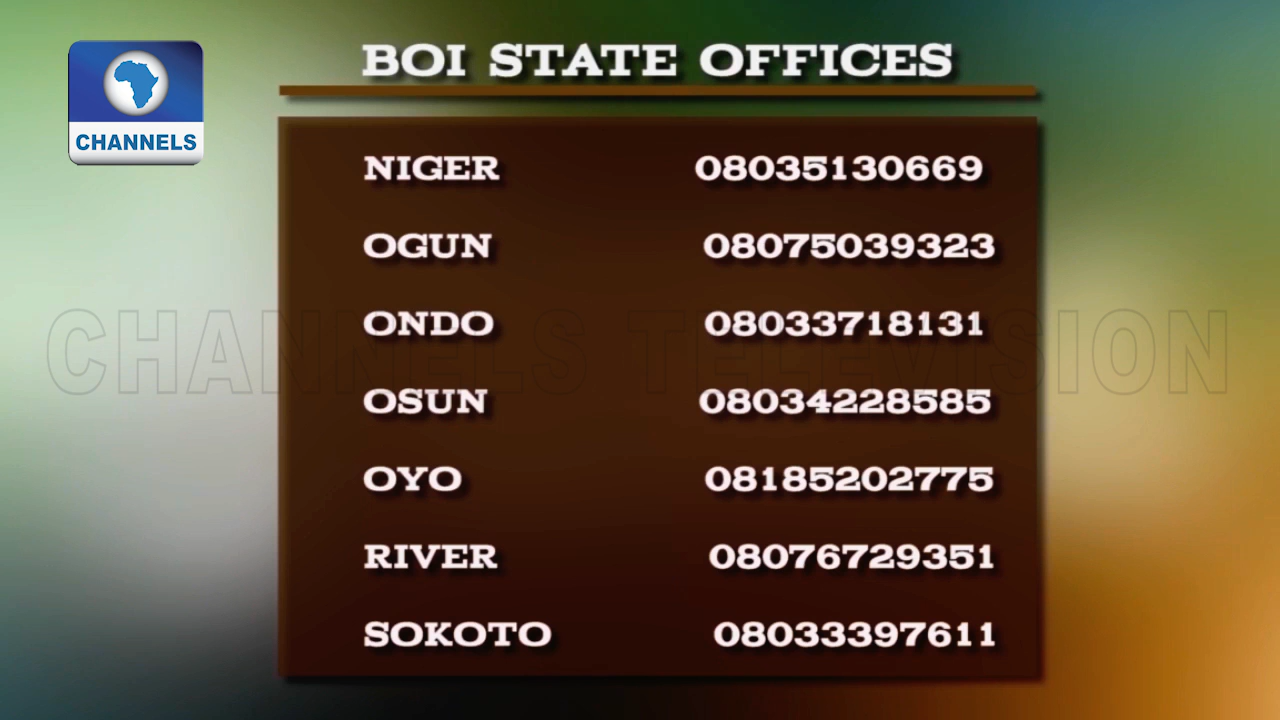 BOI STATE OFFICES
CHANNELS
NIGER 08035130669
OGUN 08075039323
ONDO 08033718131
CHANNELS TELEVISION
OSUN 08034228585
OYO 08185202775
RIVER 08076729351
SOKOTO 08033397611